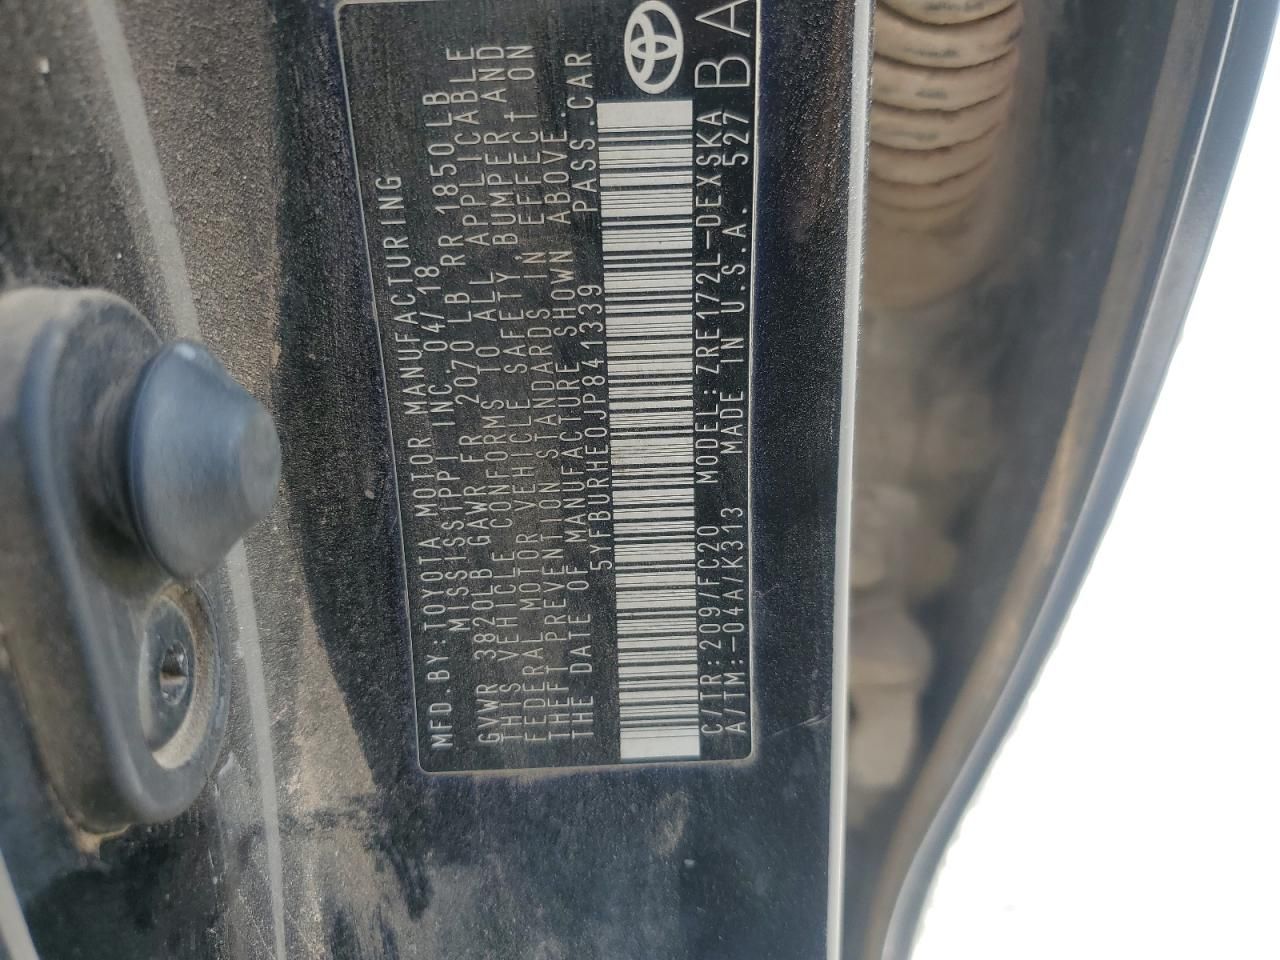 MFD.BY:TOYOTA MOTOR MANUFACTURING
MISSISSIPPI INC. 04/18
GVWR 3820LB GAWR FR 2070 LB RR 1850LB
THIS VEHICLE CONFORMS TO ALL APPLICABLE
FEDERAL MOTOR VEHICLE SAFETY, BUMPER AND
THEFT PREVENTION STANDARDS IN EFFECT ON
THE DATE OF MANUFACTURE SHOWN ABOVE.
5YFBURHE0JP841339 PASS.CAR
C/TR:209/FC20 MODEL:ZRE172L-DEXSKA
A/TM:-04A/K313 MADE IN U.S.A. 527
BA